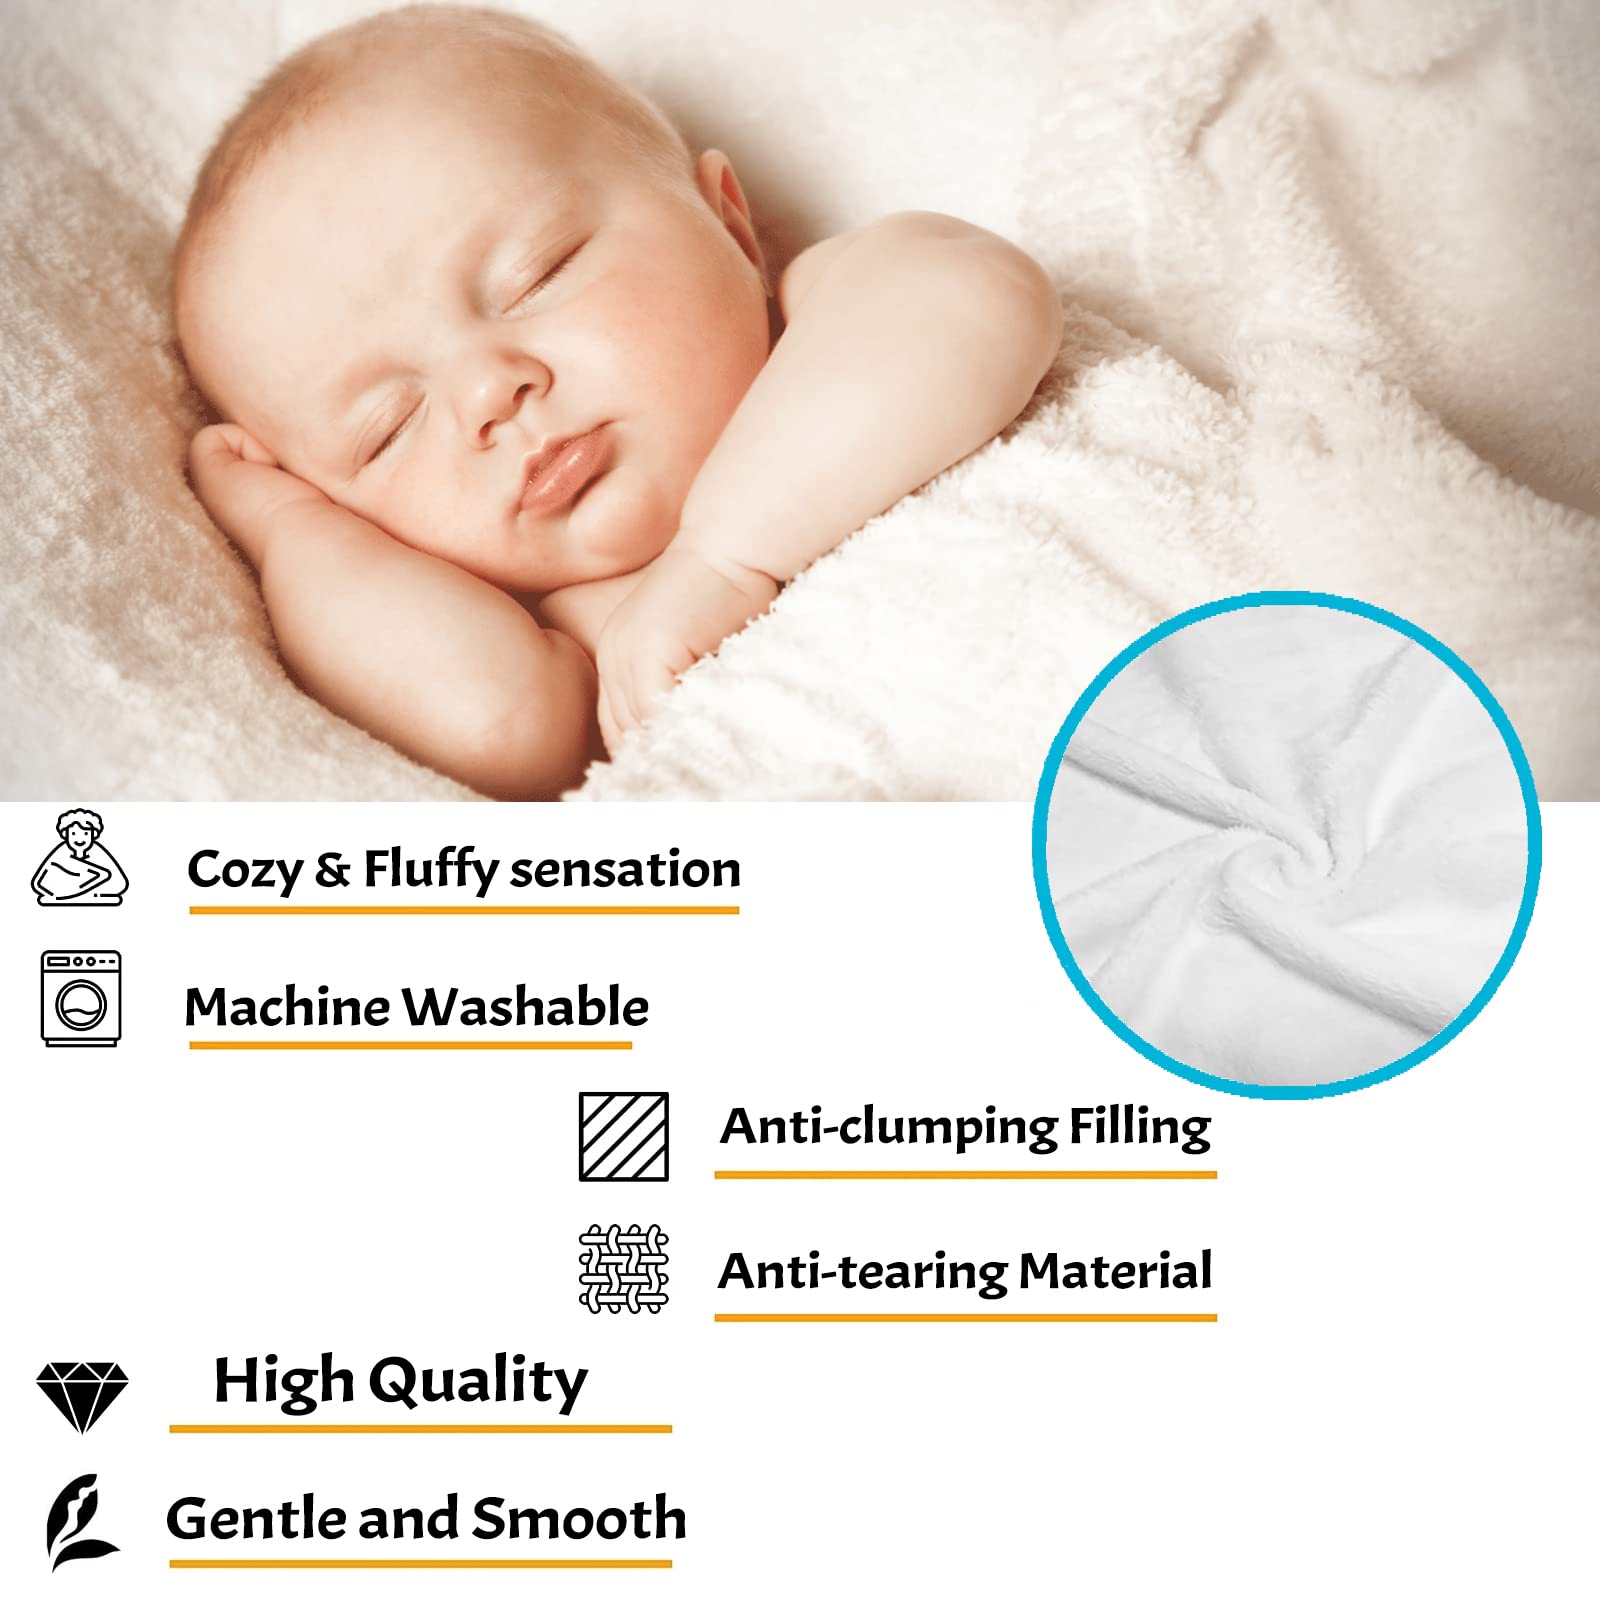 Cozy & Fluffy sensation
Machine Washable
Anti-clumping Filling
Anti-tearing Material
High Quality
Gentle and Smooth